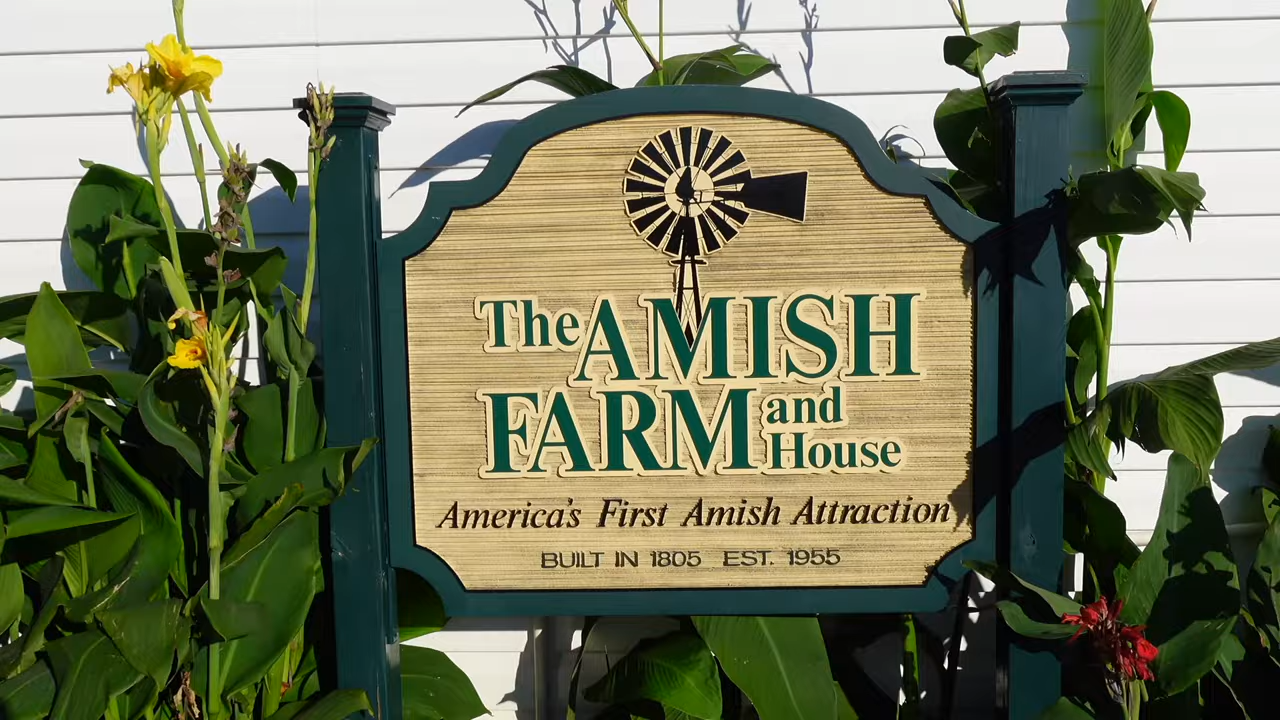 The AMISH
FARM and House
America's First Amish Attraction
BUILT IN 1805 EST. 1955